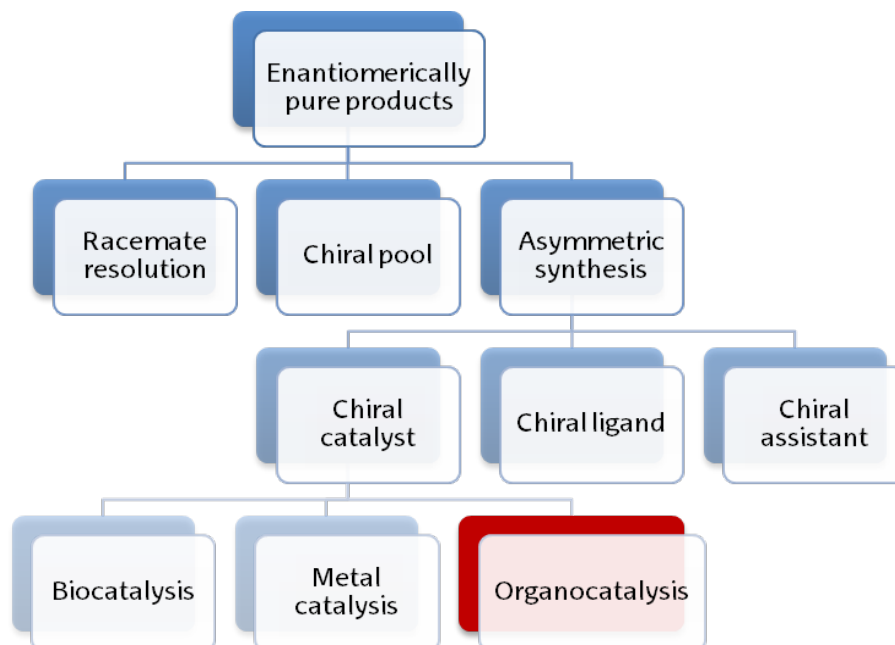 Enantiomerically
pure products
Racemate
resolution
Chiral pool
Asymmetric
synthesis
Chiral
catalyst
Chiral ligand
Chiral
assistant
Biocatalysis
Metal
catalysis
Organocatalysis